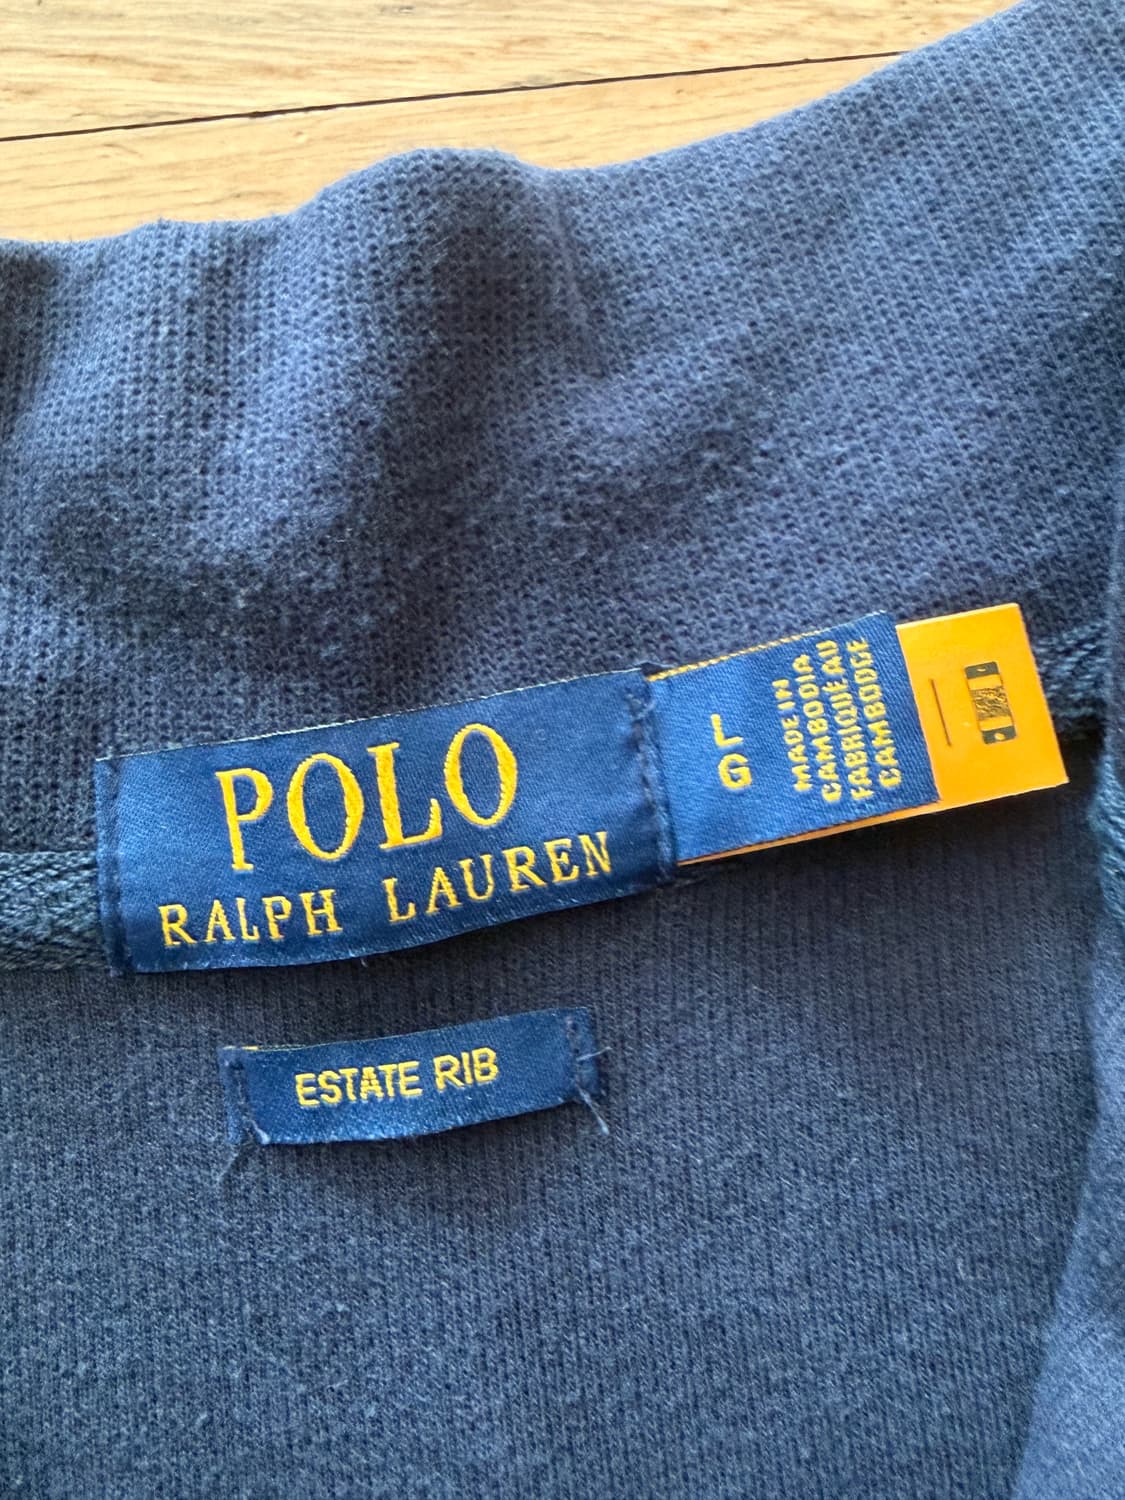 POLO
RALPH LAUREN
L
G
MADE IN
CAMBODIA
FABRIQUÉ AU
CAMBODGE
ESTATE RIB